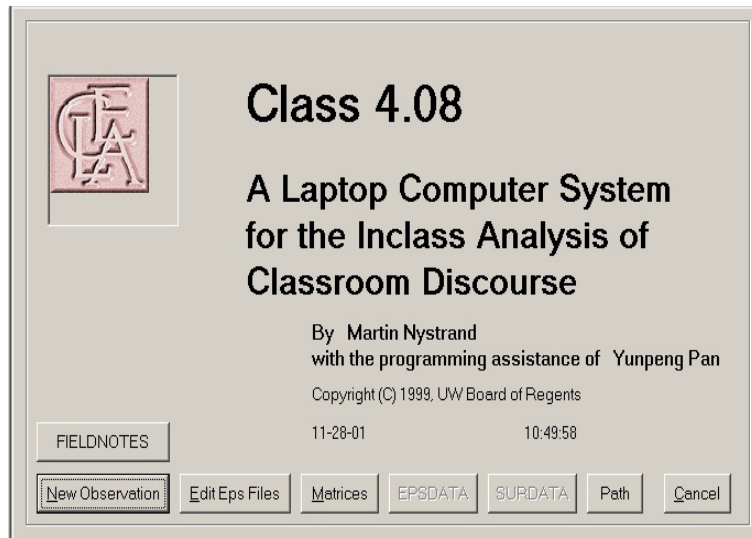 Class 4.08
A Laptop Computer System
for the Inclass Analysis of
Classroom Discourse
By Martin Nystrand
with the programming assistance of Yunpeng Pan
Copyright (C) 1999, UW Board of Regents
11-28-01 10:49:58
FIELDNOTES
New Observation Edit Eps Files Matrices EPSDATA SURDATA Path Cancel